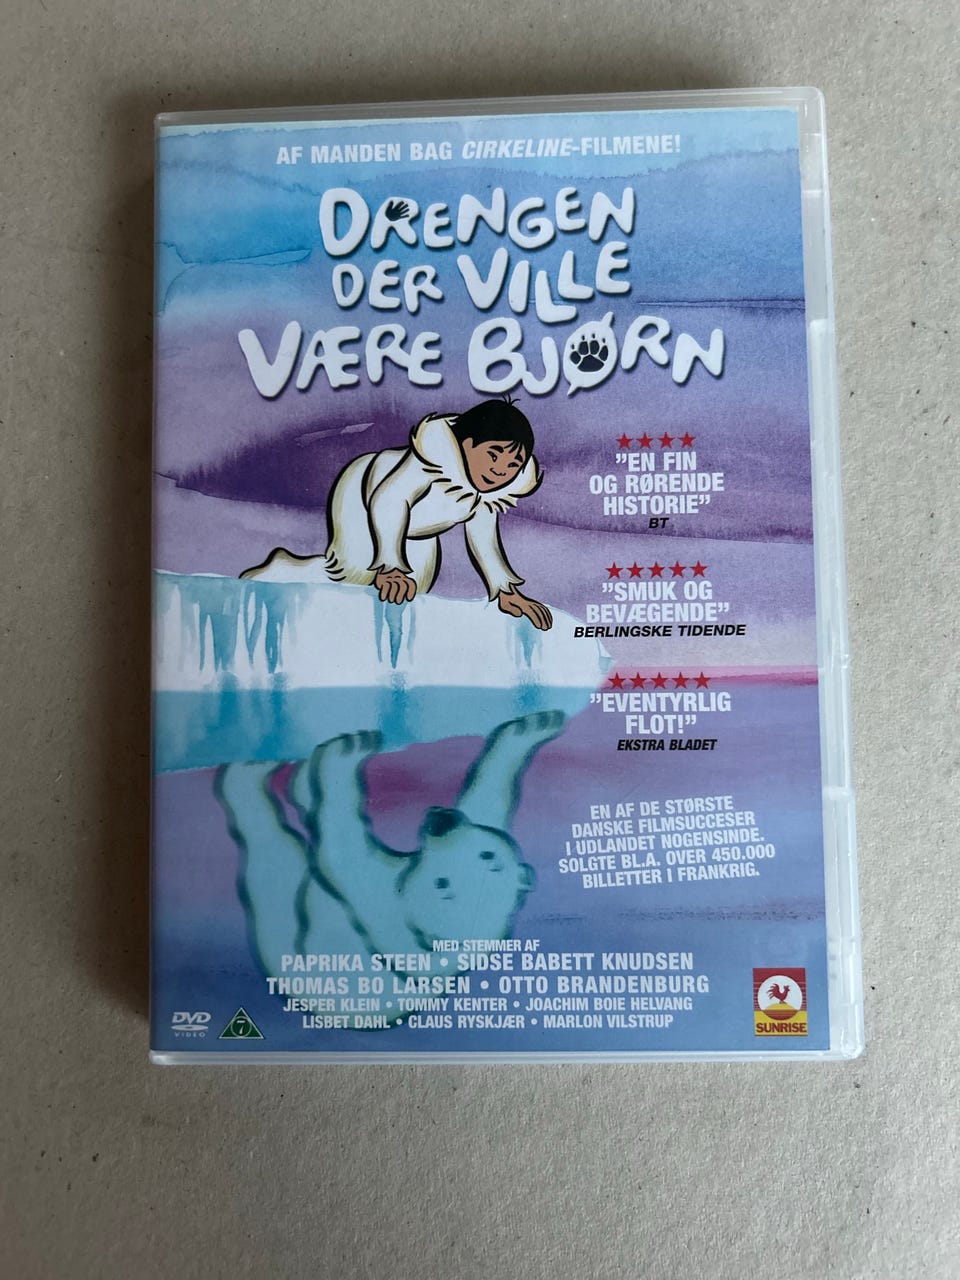 AF MANDEN BAG CIRKELINE-FILMENE!
DRENGEN
DER VILLE
VÆRE BJØRN
"EN FIN
OG RØRENDE
HISTORIE"
BT
"SMUK OG
BEVÆGENDE"
BERLINGSKE TIDENDE
"EVENTYRLIG
FLOT!"
EKSTRA BLADET
EN AF DE STØRSTE
DANSKE FILMSUCCESER
I UDLANDET NOGENSINDE.
SOLGTE BL.A. OVER 450.000
BILLETTER I FRANKRIG.
MED STEMMER AF
PAPRIKA STEEN • SIDSE BABETT KNUDSEN
THOMAS BO LARSEN • OTTO BRANDENBURG
JESPER KLEIN • TOMMY KENTER • JOACHIM BOIE HELVANG
LISBET DAHL • CLAUS RYSKJÆR • MARLON VILSTRUP
DVD
VIDEO
7
SUNRISE